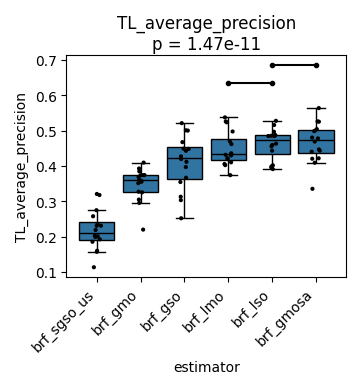 TL_average_precision
p = 1.47e-11
TL_average_precision
0.7
0.6
0.5
0.4
0.3
0.2
0.1
brf_sgso_us
brf_gmo
brf_gso
brf_lmo
brf_lso
brf_gmosa
estimator